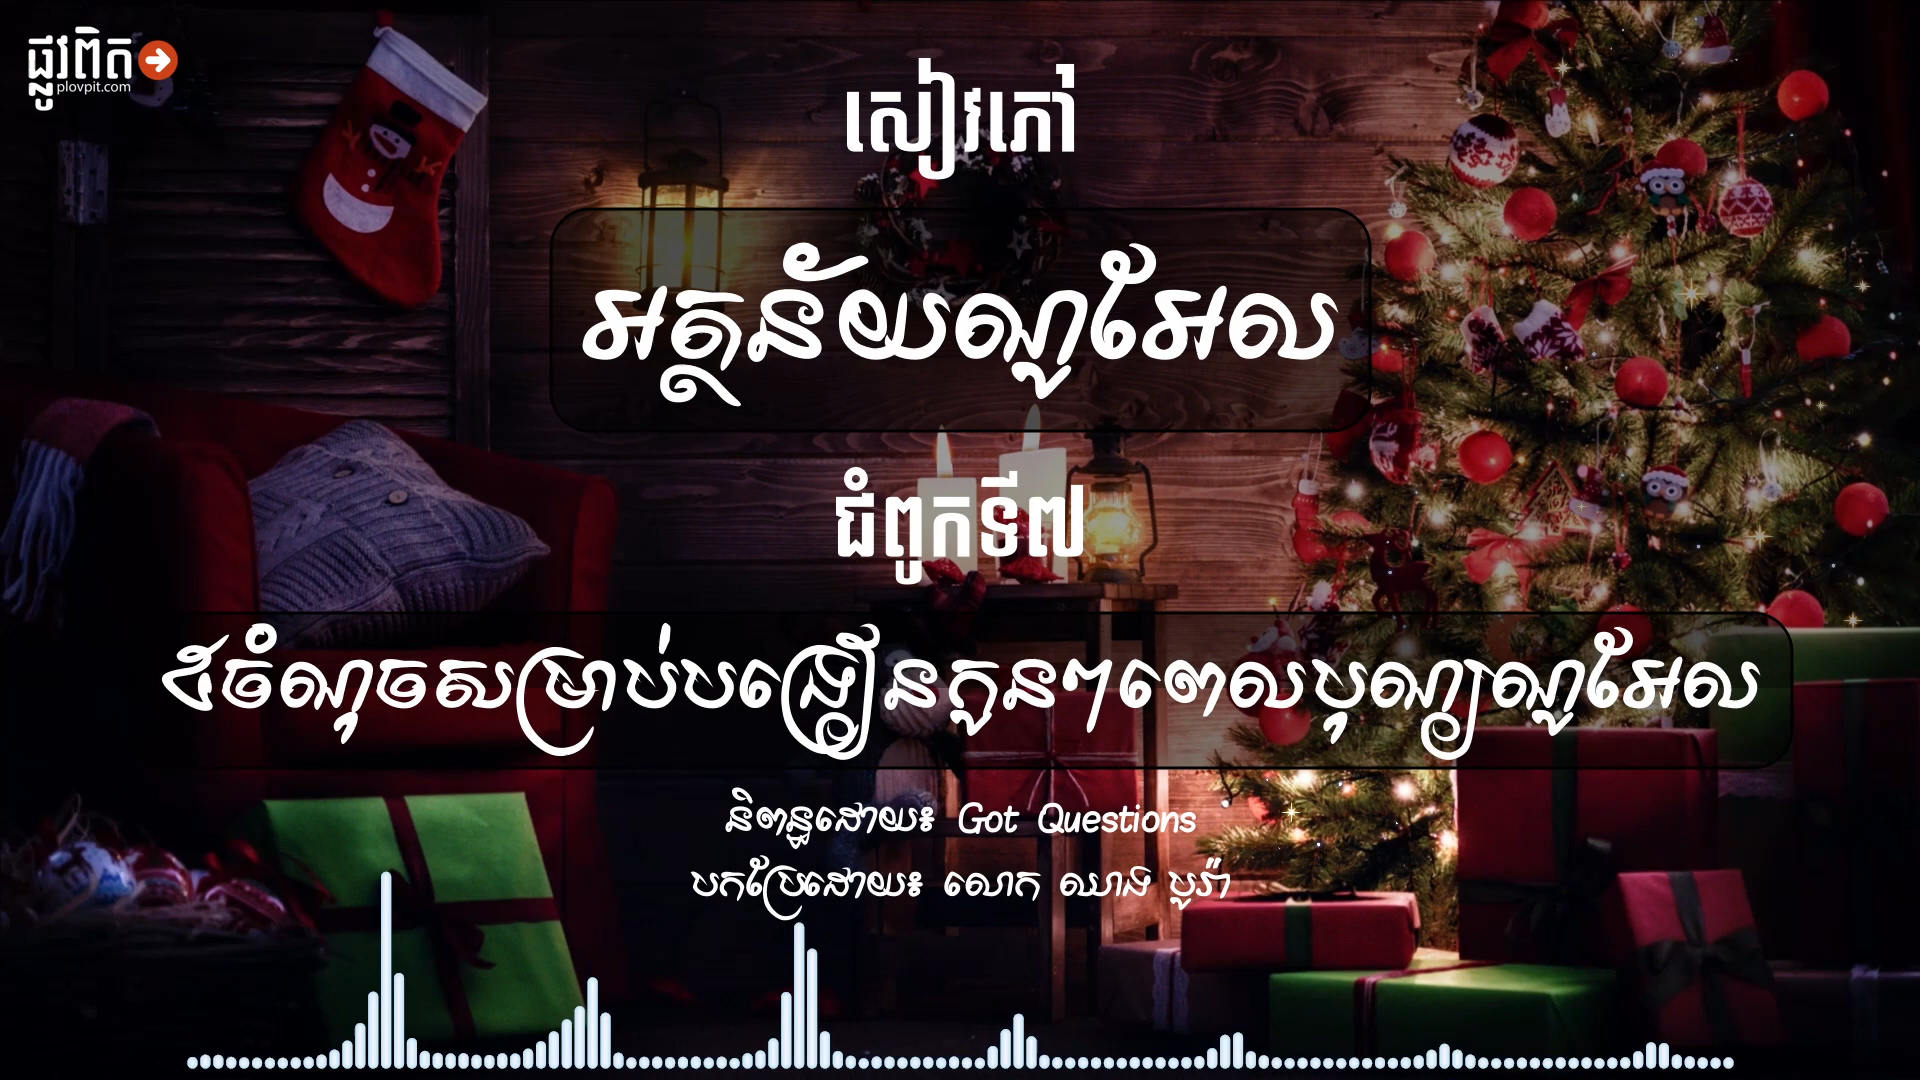 ផ្លូវពិត
plovpit.com
សៀវភៅ
អត្ថន័យណូអែល
ជំពូកទី៧
៥ចំណុចសម្រាប់បង្រៀនកូនៗពេលបុណ្យណូអែល
និពន្ធដោយ៖ Got Questions
បកប្រែដោយ៖ លោក ឈាង បូរ៉ា